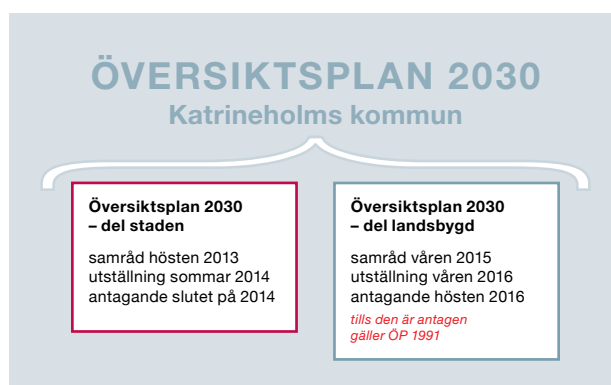 ÖVERSIKTSPLAN 2030
Katrineholms kommun
Översiktsplan 2030
– del staden
samråd hösten 2013
utställning sommar 2014
antagande slutet på 2014
Översiktsplan 2030
– del landsbygd
samråd våren 2015
utställning våren 2016
antagande hösten 2016
tills den är antagen
gäller ÖP 1991